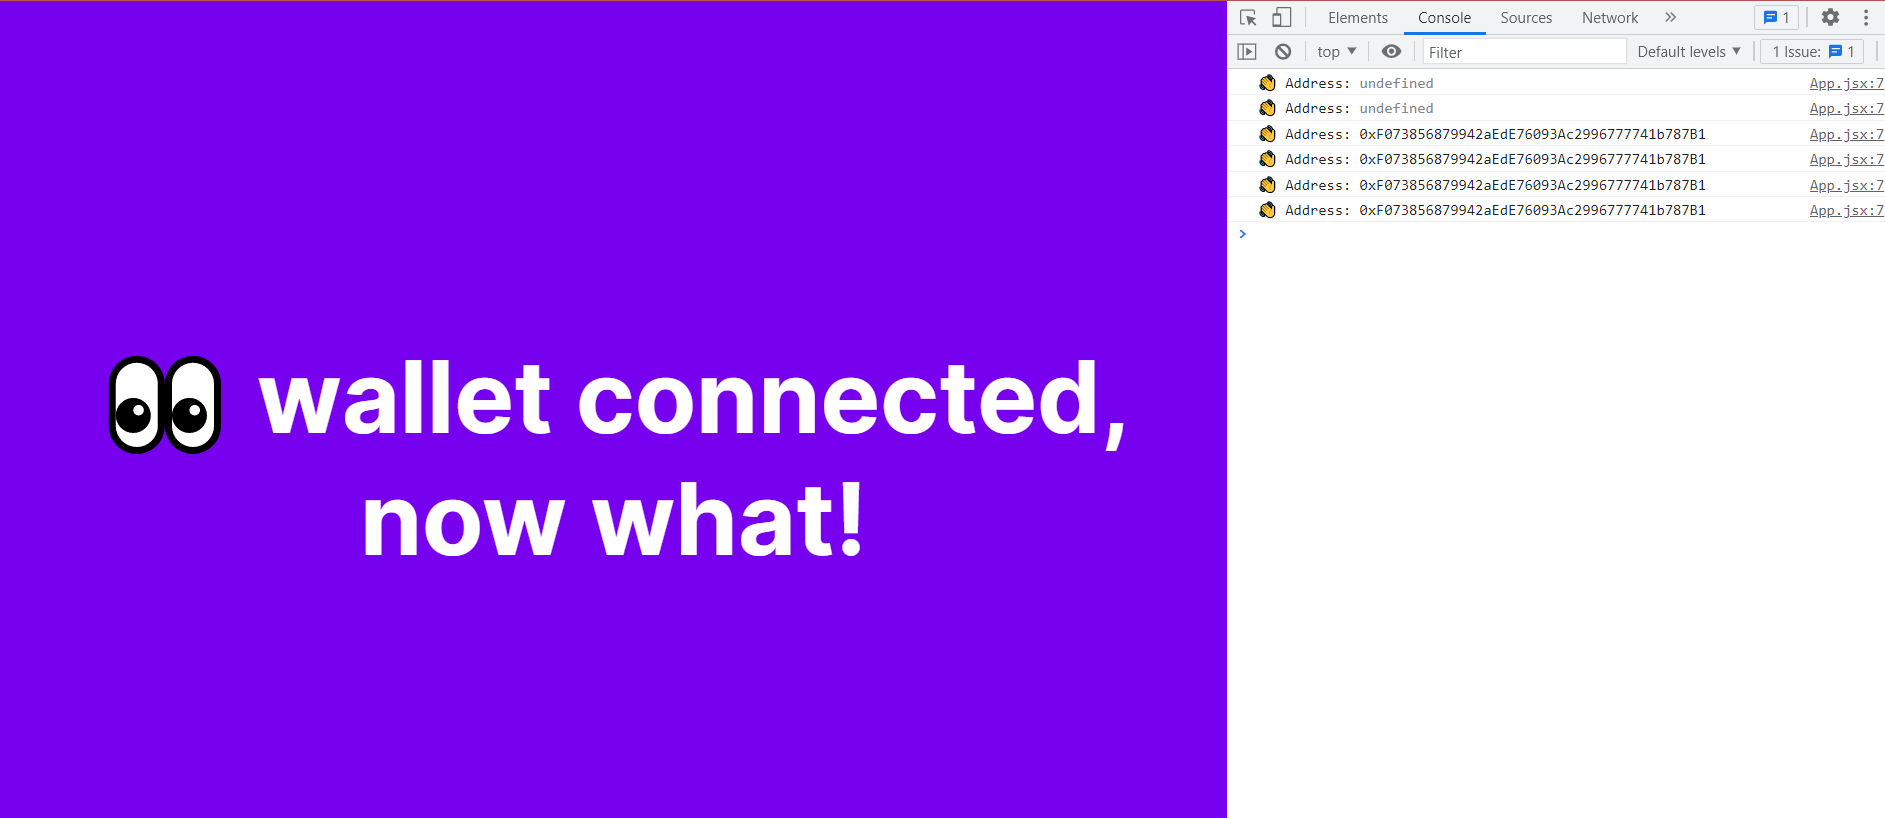 Elements Console Sources Network 1
top Filter Default levels 1 Issue: 1
👋 Address: undefined App.jsx:7
👋 Address: undefined App.jsx:7
👋 Address: 0xF073856879942aEdE76093Ac2996777741b787B1 App.jsx:7
👋 Address: 0xF073856879942aEdE76093Ac2996777741b787B1 App.jsx:7
👋 Address: 0xF073856879942aEdE76093Ac2996777741b787B1 App.jsx:7
👋 Address: 0xF073856879942aEdE76093Ac2996777741b787B1 App.jsx:7
👀 wallet connected,
now what!